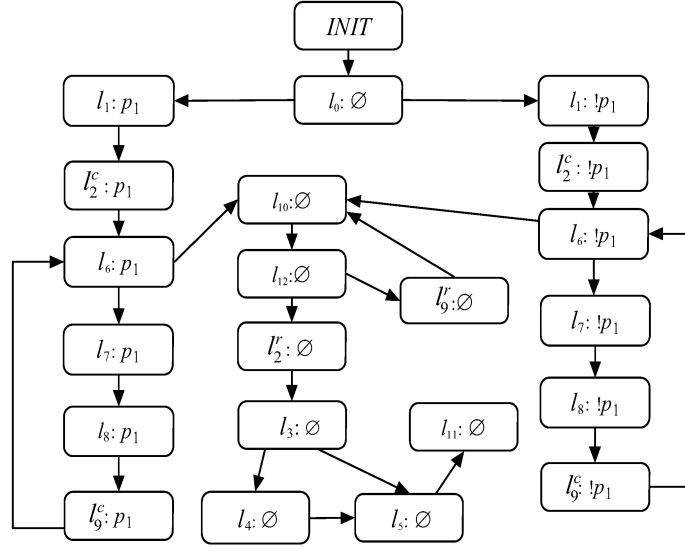 INIT
l₁: p₁
l₀: ∅
l₁: !p₁
l₂ᶜ: p₁
l₂ᶜ: !p₁
l₁₀:∅
l₆: p₁
l₆: !p₁
l₁₂:∅
l₉ʳ:∅
l₇: p₁
l₂ʳ: ∅
l₇: !p₁
l₈: p₁
l₃: ∅
l₁₁: ∅
l₈: !p₁
l₉ᶜ: p₁
l₄: ∅
l₅: ∅
l₉ᶜ: !p₁